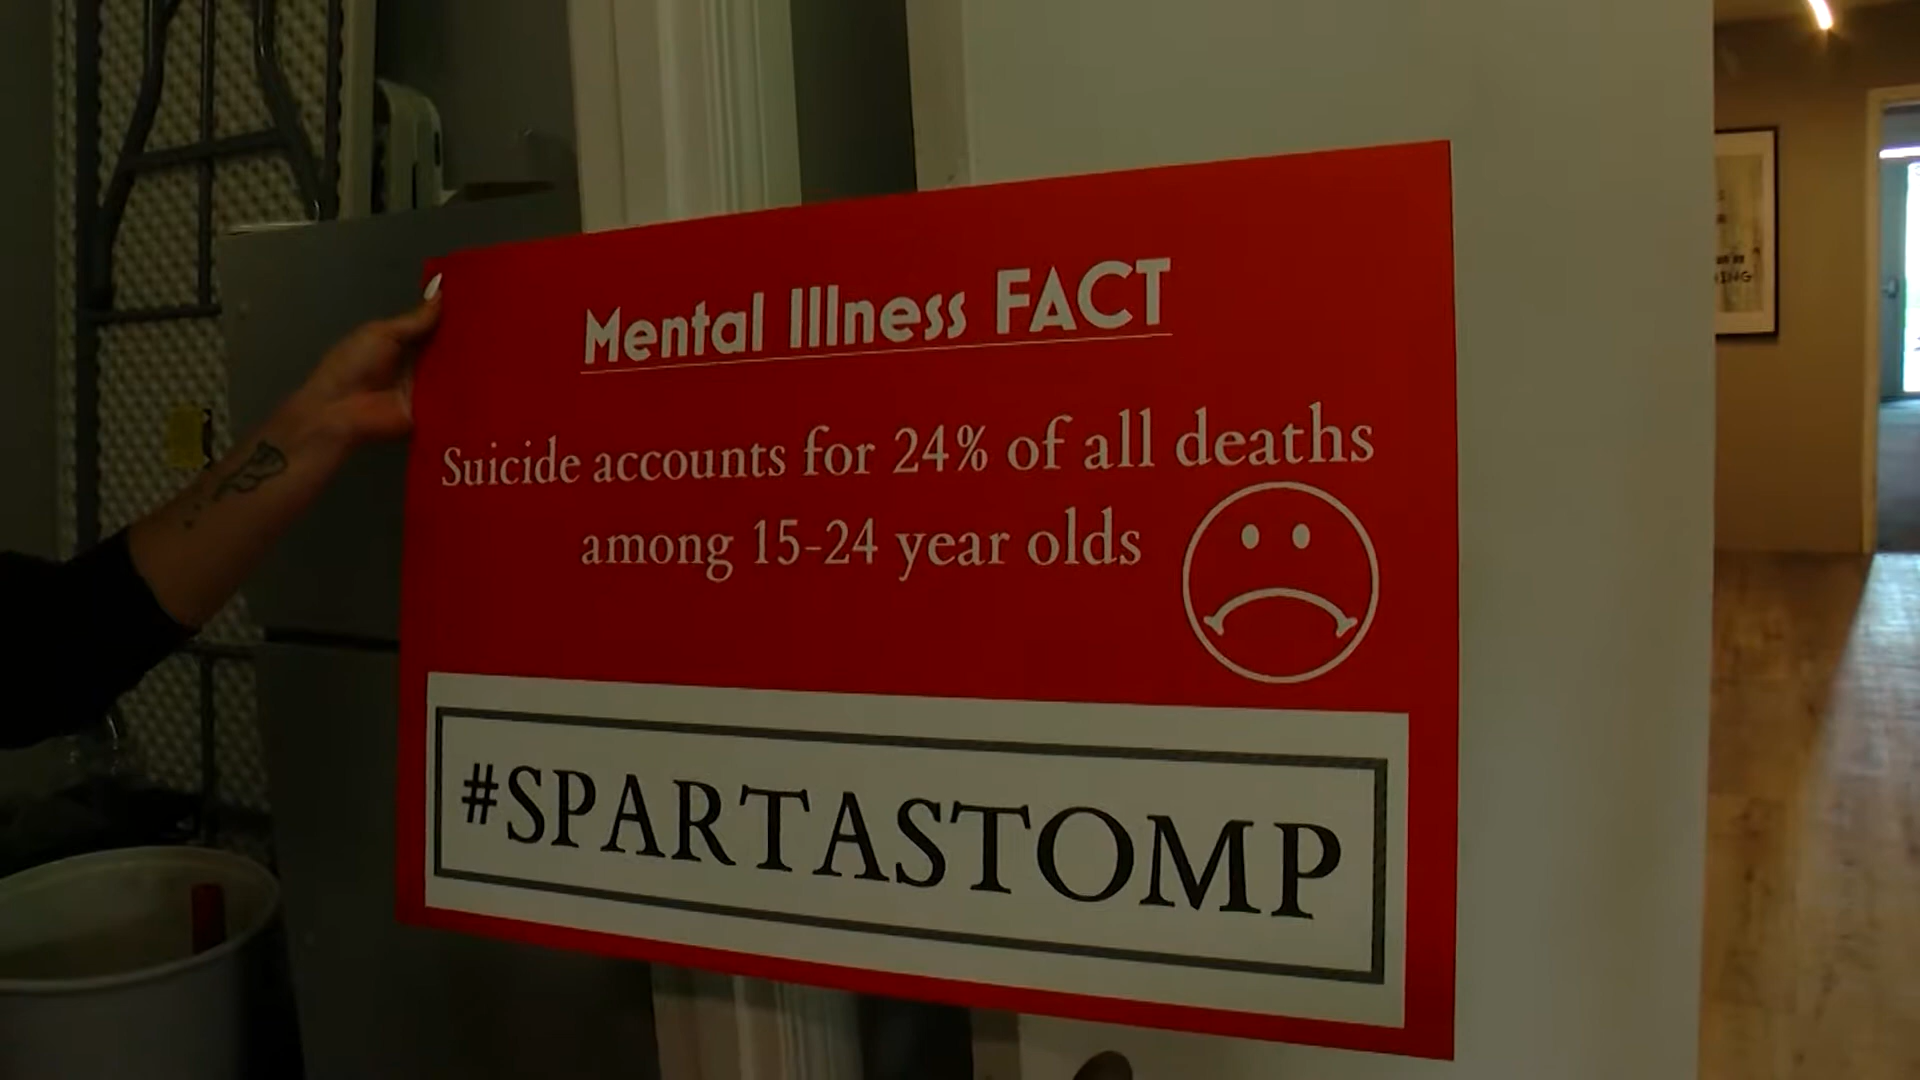 Mental Illness FACT
Suicide accounts for 24% of all deaths
among 15-24 year olds
#SPARTASTOMP